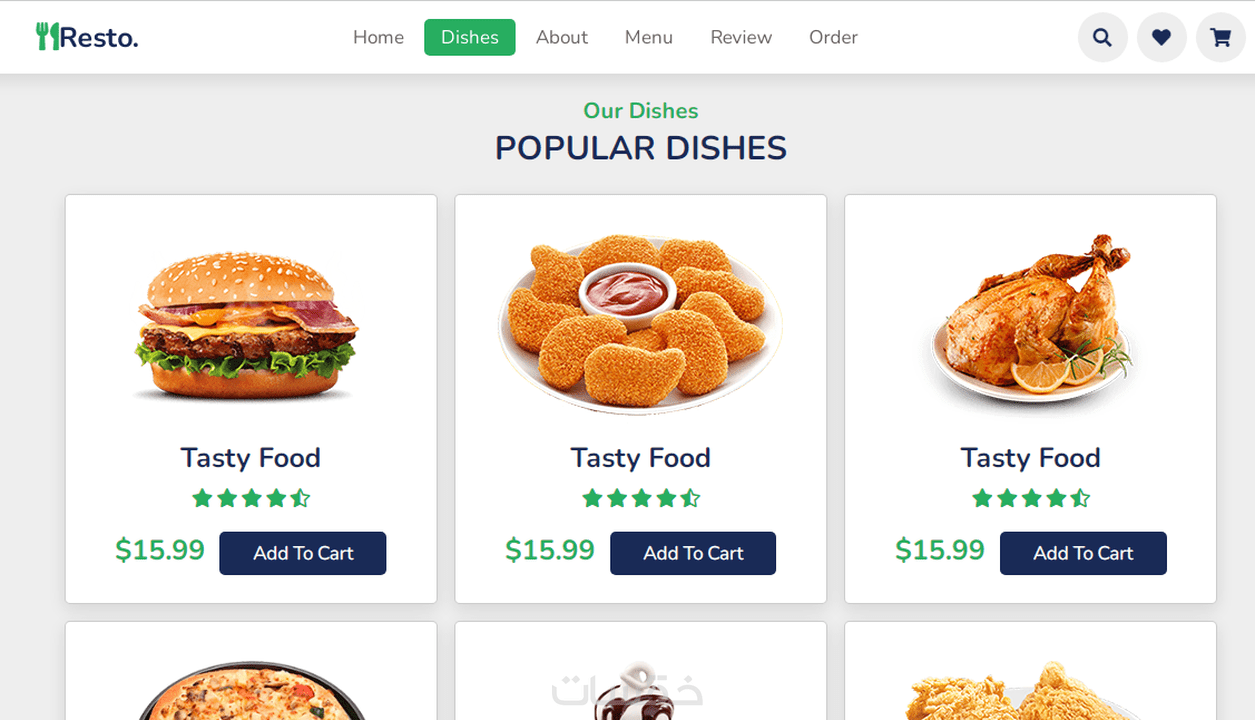 Resto.
Home Dishes About Menu Review Order
Our Dishes
POPULAR DISHES
Tasty Food Tasty Food Tasty Food
$15.99 Add To Cart $15.99 Add To Cart $15.99 Add To Cart
خمسات